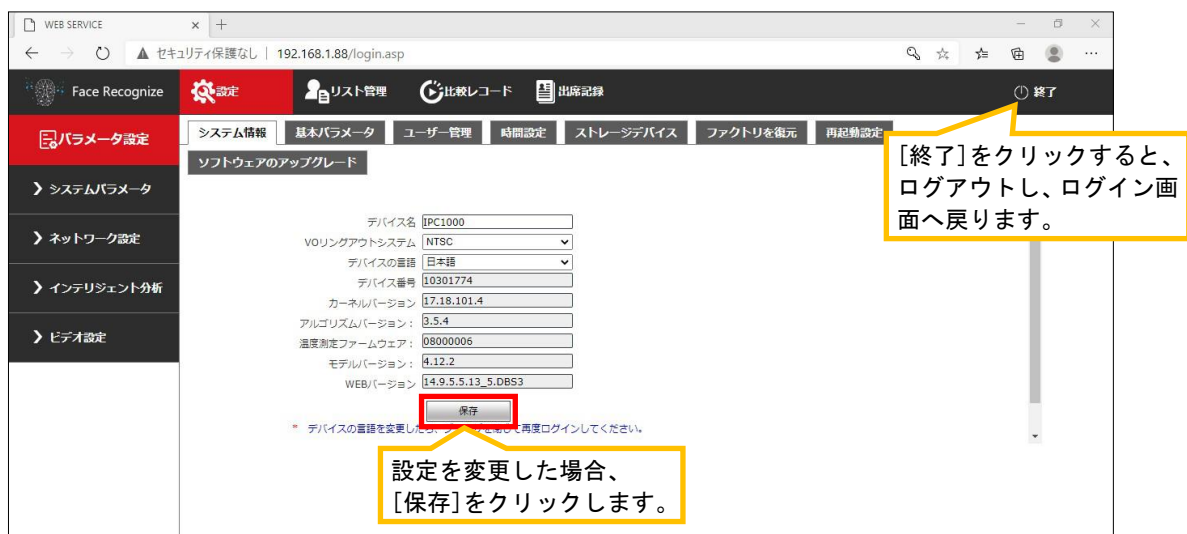 WEB SERVICE
セキュリティ保護なし | 192.168.1.88/login.asp
Face Recognize
設定
リスト管理
比較レコード
出席記録
終了
パラメータ設定
システムパラメータ
ネットワーク設定
インテリジェント分析
ビデオ設定
システム情報
基本パラメータ
ユーザー管理
時間設定
ストレージデバイス
ファクトリを復元
再起動設定
ソフトウェアのアップグレード
[終了]をクリックすると、
ログアウトし、ログイン画
面へ戻ります。
デバイス名 IPC1000
VOリングアウトシステム NTSC
デバイスの言語 日本語
デバイス番号 10301774
カーネルバージョン 17.18.101.4
アルゴリズムバージョン： 3.5.4
温度測定ファームウェア： 08000006
モデルバージョン： 4.12.2
WEBバージョン 14.9.5.5.13_5.DBS3
保存
* デバイスの言語を変更し て再度ログインしてください。
設定を変更した場合、
[保存]をクリックします。